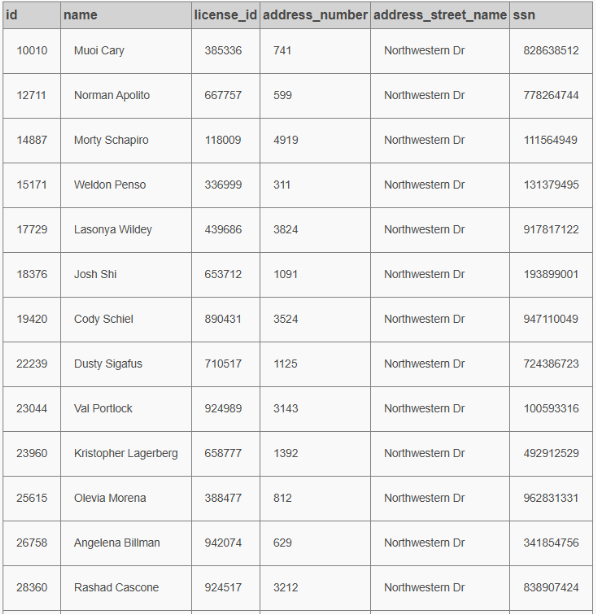 id name license_id address_number address_street_name ssn
10010 Muoi Cary 385336 741 Northwestern Dr 828638512
12711 Norman Apolito 667757 599 Northwestern Dr 778264744
14887 Morty Schapiro 118009 4919 Northwestern Dr 111564949
15171 Weldon Penso 336999 311 Northwestern Dr 131379495
17729 Lasonya Wildey 439686 3824 Northwestern Dr 917817122
18376 Josh Shi 653712 1091 Northwestern Dr 193899001
19420 Cody Schiel 890431 3524 Northwestern Dr 947110049
22239 Dusty Sigafus 710517 1125 Northwestern Dr 724386723
23044 Val Portlock 924989 3143 Northwestern Dr 100593316
23960 Kristopher Lagerberg 658777 1392 Northwestern Dr 492912529
25615 Olevia Morena 388477 812 Northwestern Dr 962831331
26758 Angelena Billman 942074 629 Northwestern Dr 341854756
28360 Rashad Cascone 924517 3212 Northwestern Dr 838907424